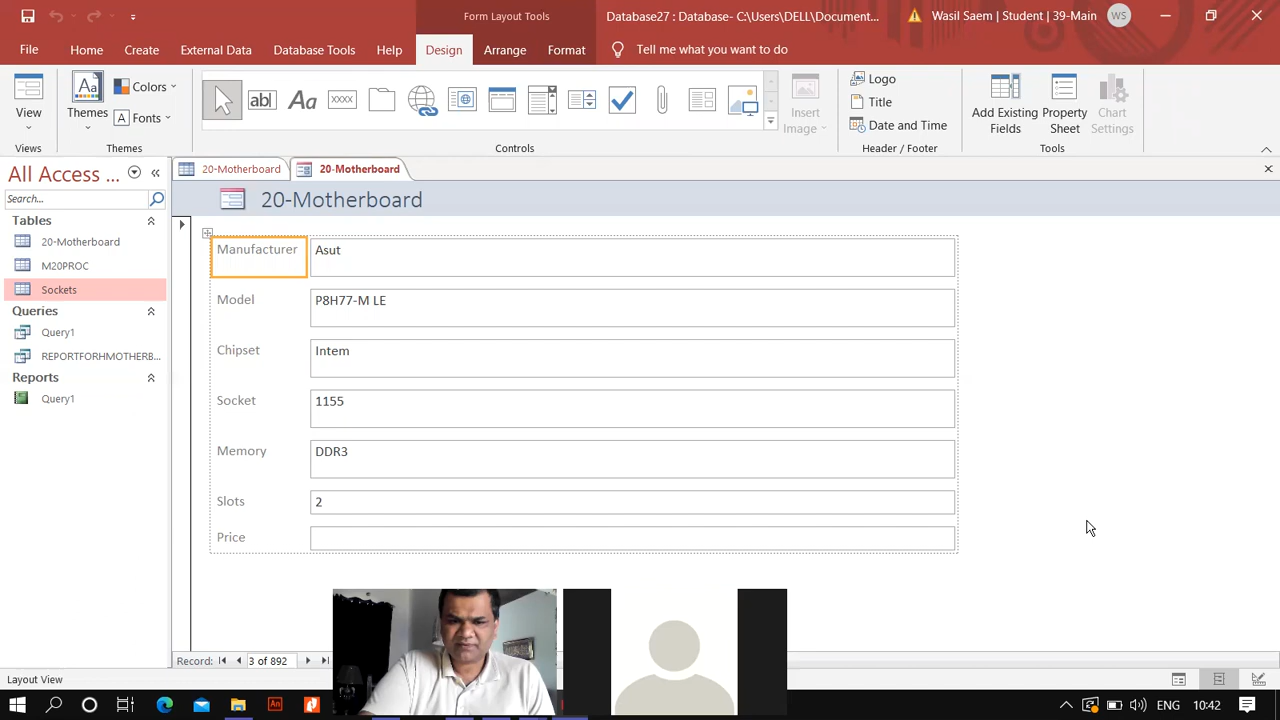 Form Layout Tools
Database27 : Database- C:\Users\DELL\Document...
Wasil Saem | Student | 39-Main
WS
File
Home
Create
External Data
Database Tools
Help
Design
Arrange
Format
Tell me what you want to do
View
Themes
Colors
Fonts
Aa
ab|
Aa
XXXX
Insert
Image
Logo
Title
Date and Time
Add Existing
Fields
Property
Sheet
Chart
Settings
Views
Themes
Controls
Header / Footer
Tools
All Access ...
Search...
Tables
20-Motherboard
M20PROC
Sockets
Queries
Query1
REPORTFORHMOTHERB...
Reports
Query1
20-Motherboard
20-Motherboard
20-Motherboard
Manufacturer
Asut
Model
P8H77-M LE
Chipset
Intem
Socket
1155
Memory
DDR3
Slots
2
Price
Record:
3 of 892
Layout View
ENG
10:42